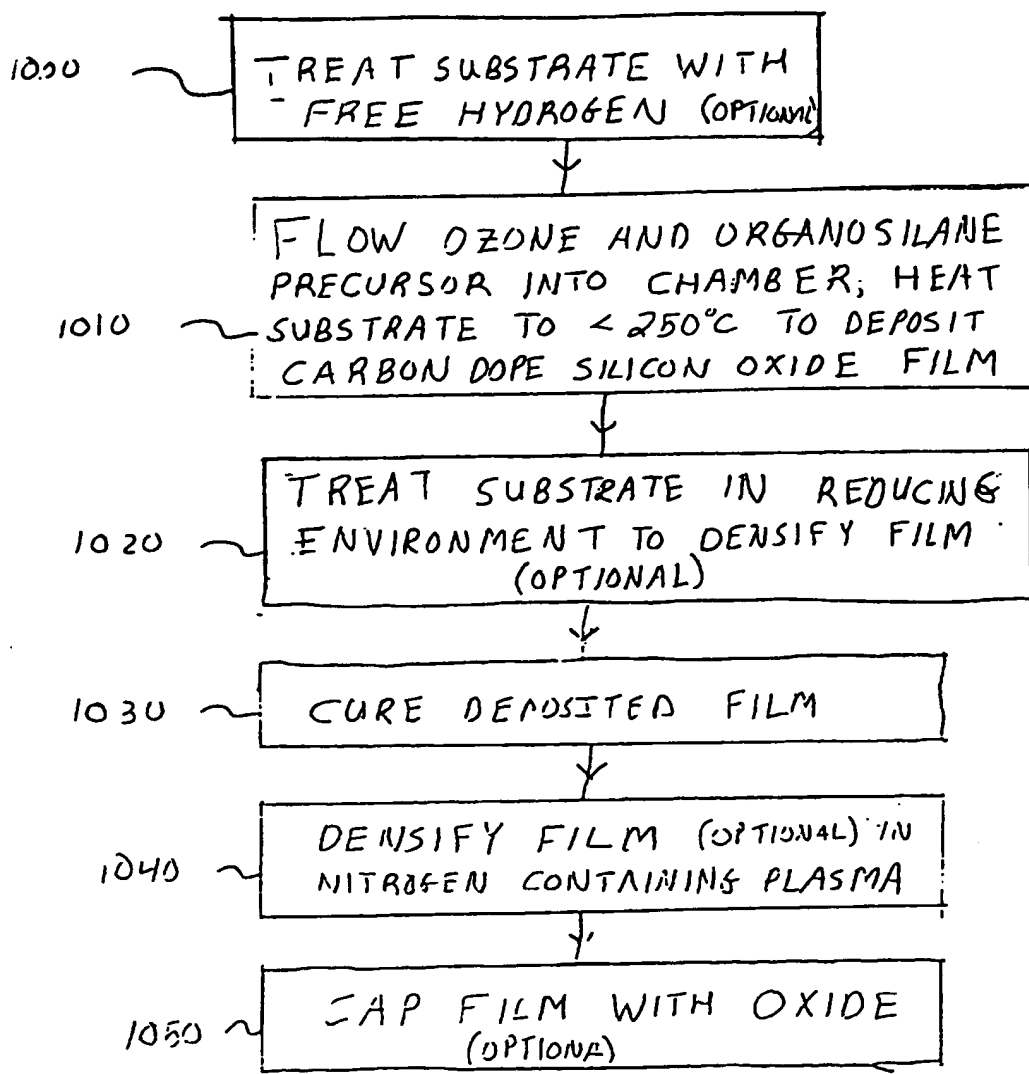 1000
TREAT SUBSTRATE WITH
FREE HYDROGEN (OPTIONAL)
1010
FLOW OZONE AND ORGANOSILANE
PRECURSOR INTO CHAMBER; HEAT
SUBSTRATE TO < 250°C TO DEPOSIT
CARBON DOPE SILICON OXIDE FILM
1020
TREAT SUBSTRATE IN REDUCING
ENVIRONMENT TO DENSIFY FILM
(OPTIONAL)
1030
CURE DEPOSITED FILM
1040
DENSIFY FILM (OPTIONAL) IN
NITROGEN CONTAINING PLASMA
1050
CAP FILM WITH OXIDE
(OPTIONAL)